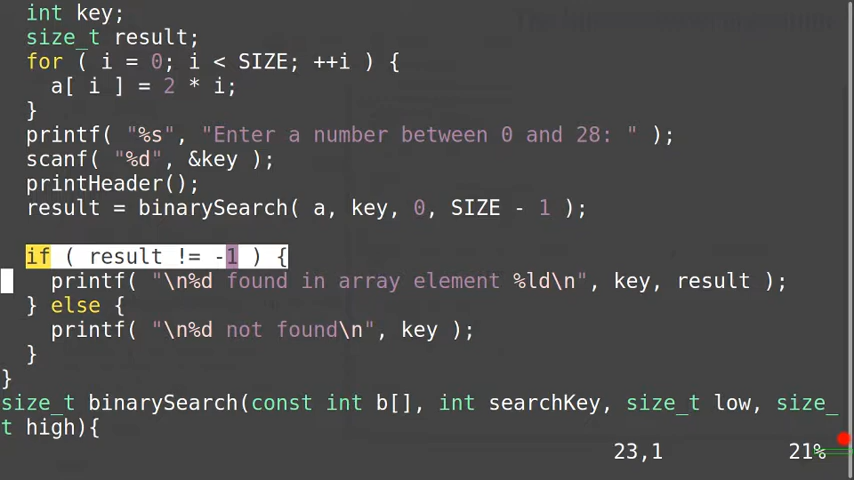 int key;
size_t result;
for ( i = 0; i < SIZE; ++i ) {
a[ i ] = 2 * i;
}
printf( "%s", "Enter a number between 0 and 28: " );
scanf( "%d", &key );
printHeader();
result = binarySearch( a, key, 0, SIZE - 1 );
if ( result != -1 ) {
printf( "\n%d found in array element %ld\n", key, result );
} else {
printf( "\n%d not found\n", key );
}
}
size_t binarySearch(const int b[], int searchKey, size_t low, size_
t high){
23,1 21%